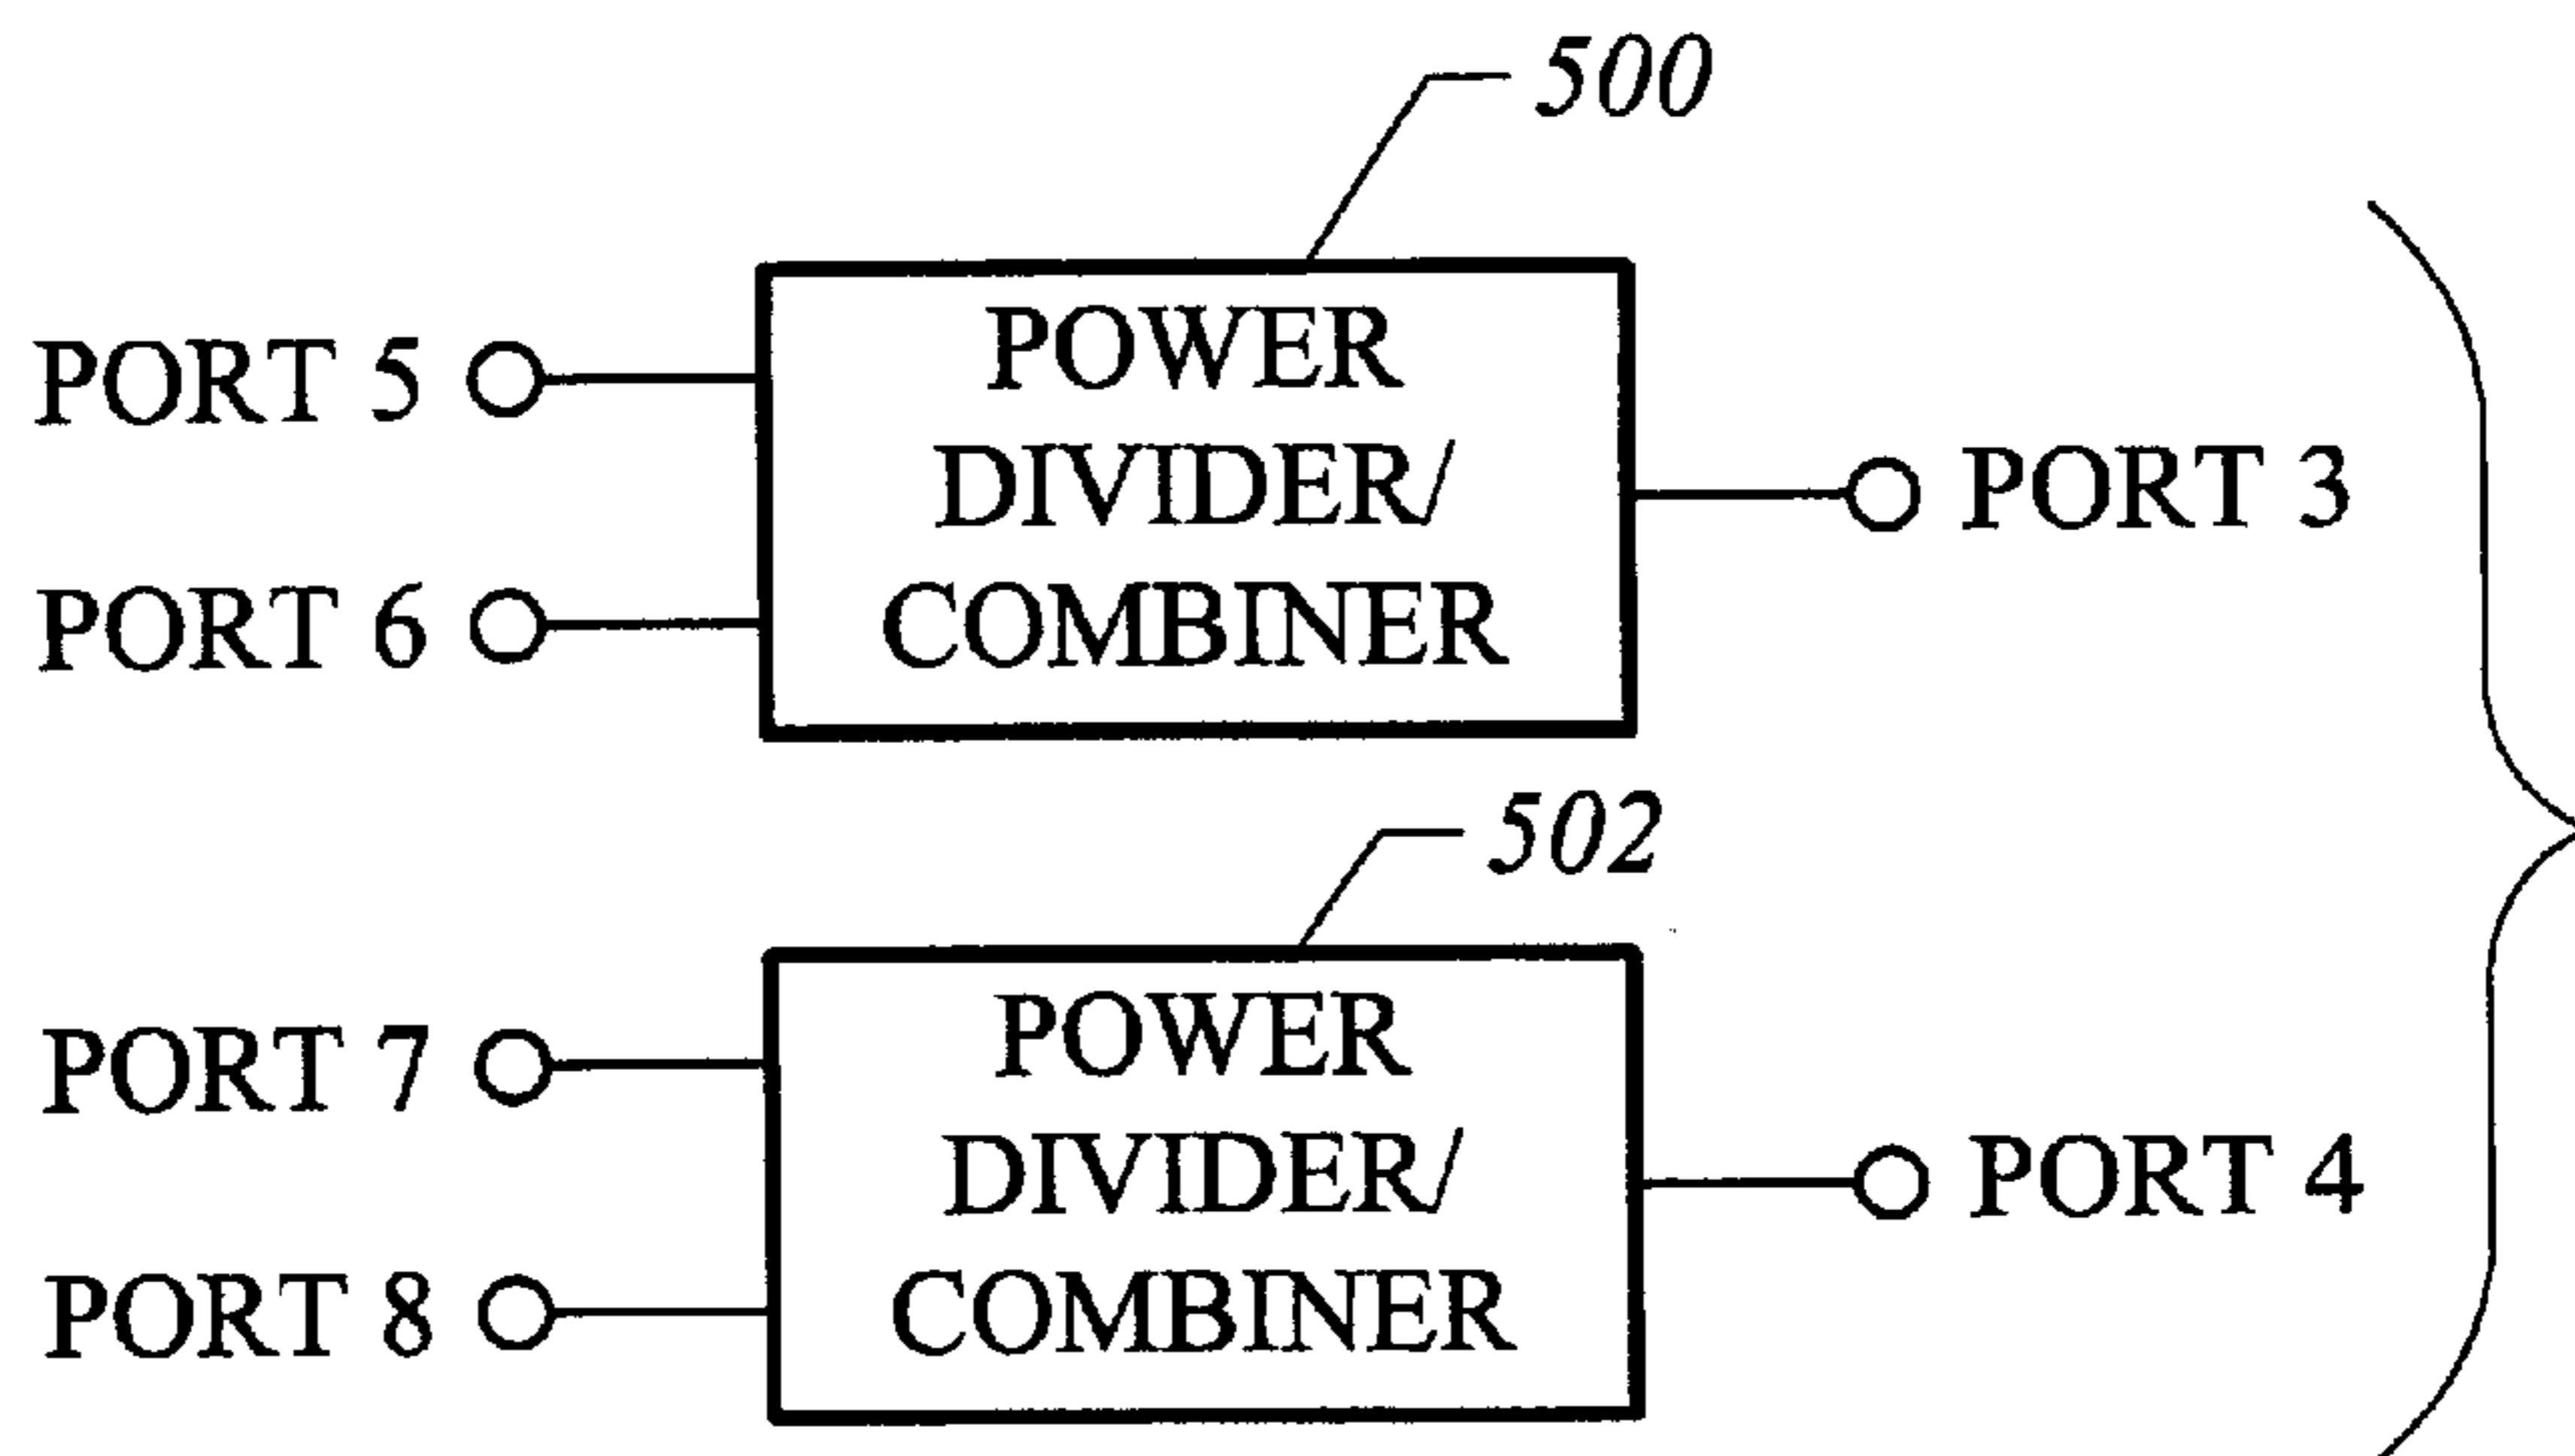 500
POWER
DIVIDER/
COMBINER
PORT 5
PORT 6
PORT 3
502
POWER
DIVIDER/
COMBINER
PORT 7
PORT 8
PORT 4